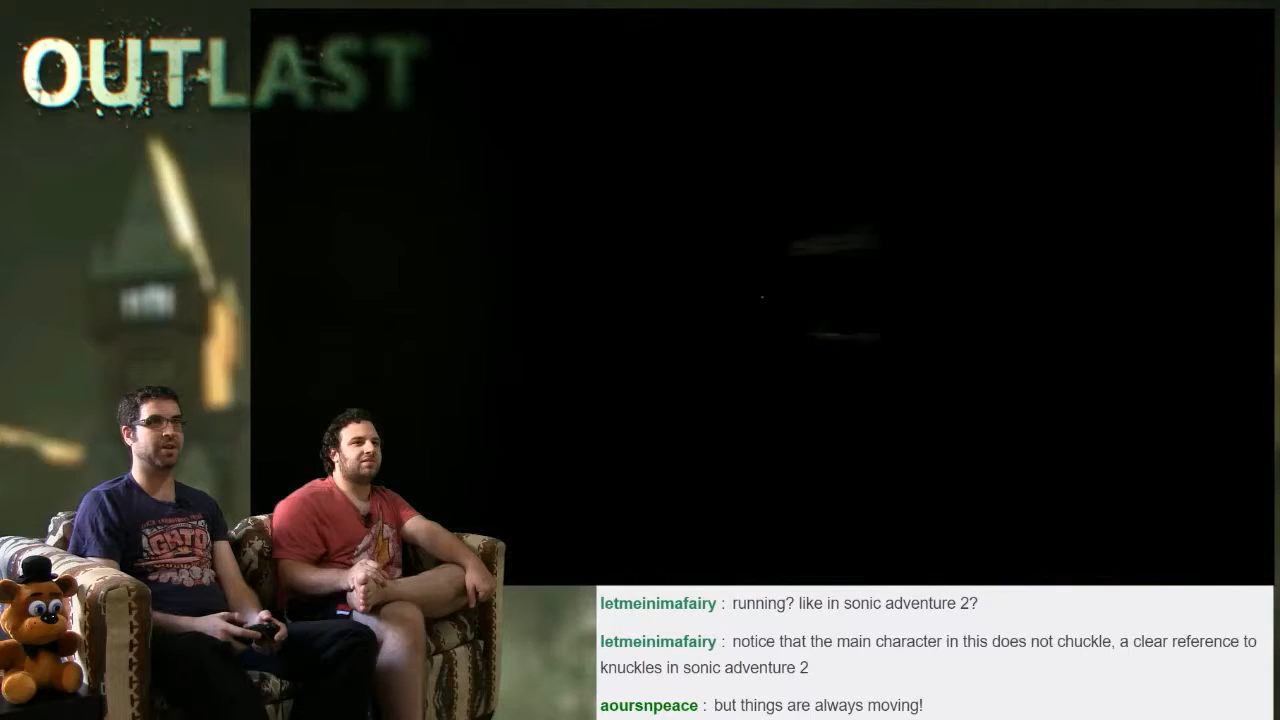 OUTLAST
letmeinimafairy : running? like in sonic adventure 2?
letmeinimafairy : notice that the main character in this does not chuckle, a clear reference to
knuckles in sonic adventure 2
aoursnpeace : but things are always moving!